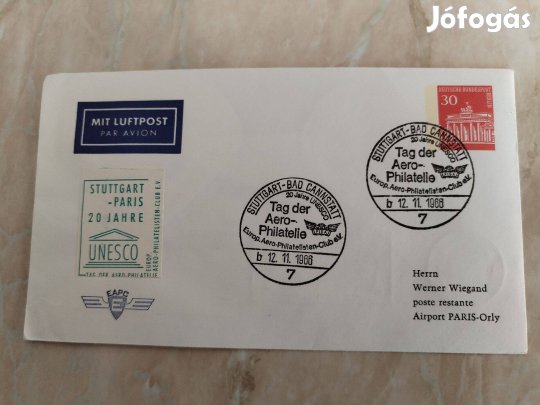 Jófogás
MIT LUFTPOST
PAR AVION
STUTTGART
-PARIS
20 JAHRE
UNESCO
TAG DER AERO-PHILATELIE
EUROP.
AERO-PHILATELISTEN-CLUB E.V.
EAPC
DEUTSCHE BUNDESPOST
30
STUTTGART-BAD CANNSTATT
20 Jahre UNESCO
Tag der
Aero-
Philatelie
Europ. Aero-Philatelisten-Club e.V.
b 12. 11. 1966
7
STUTTGART-BAD CANNSTATT
20 Jahre UNESCO
Tag der
Aero-
Philatelie
Europ. Aero-Philatelisten-Club e.V.
b 12. 11. 1966
7
Herrn
Werner Wiegand
poste restante
Airport PARIS-Orly